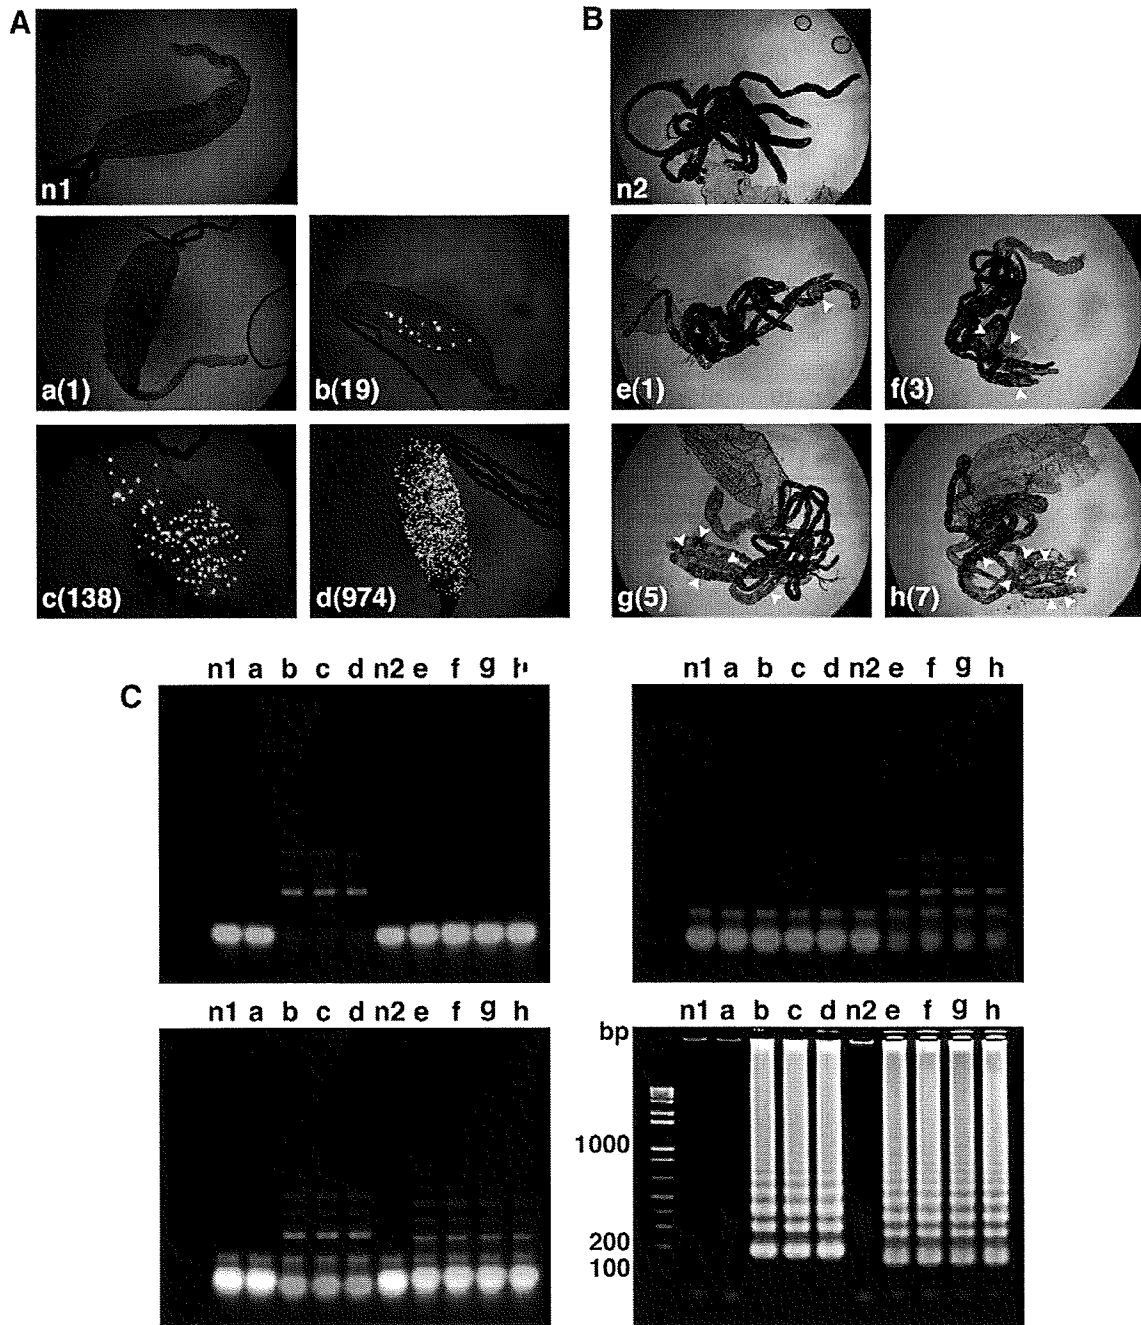 A
B
n1
n2
a(1)
b(19)
e(1)
f(3)
c(138)
d(974)
g(5)
h(7)
C
n1 a b c d n2 e f g h
n1 a b c d n2 e f g h
n1 a b c d n2 e f g h
bp n1 a b c d n2 e f g h
1000
200
100